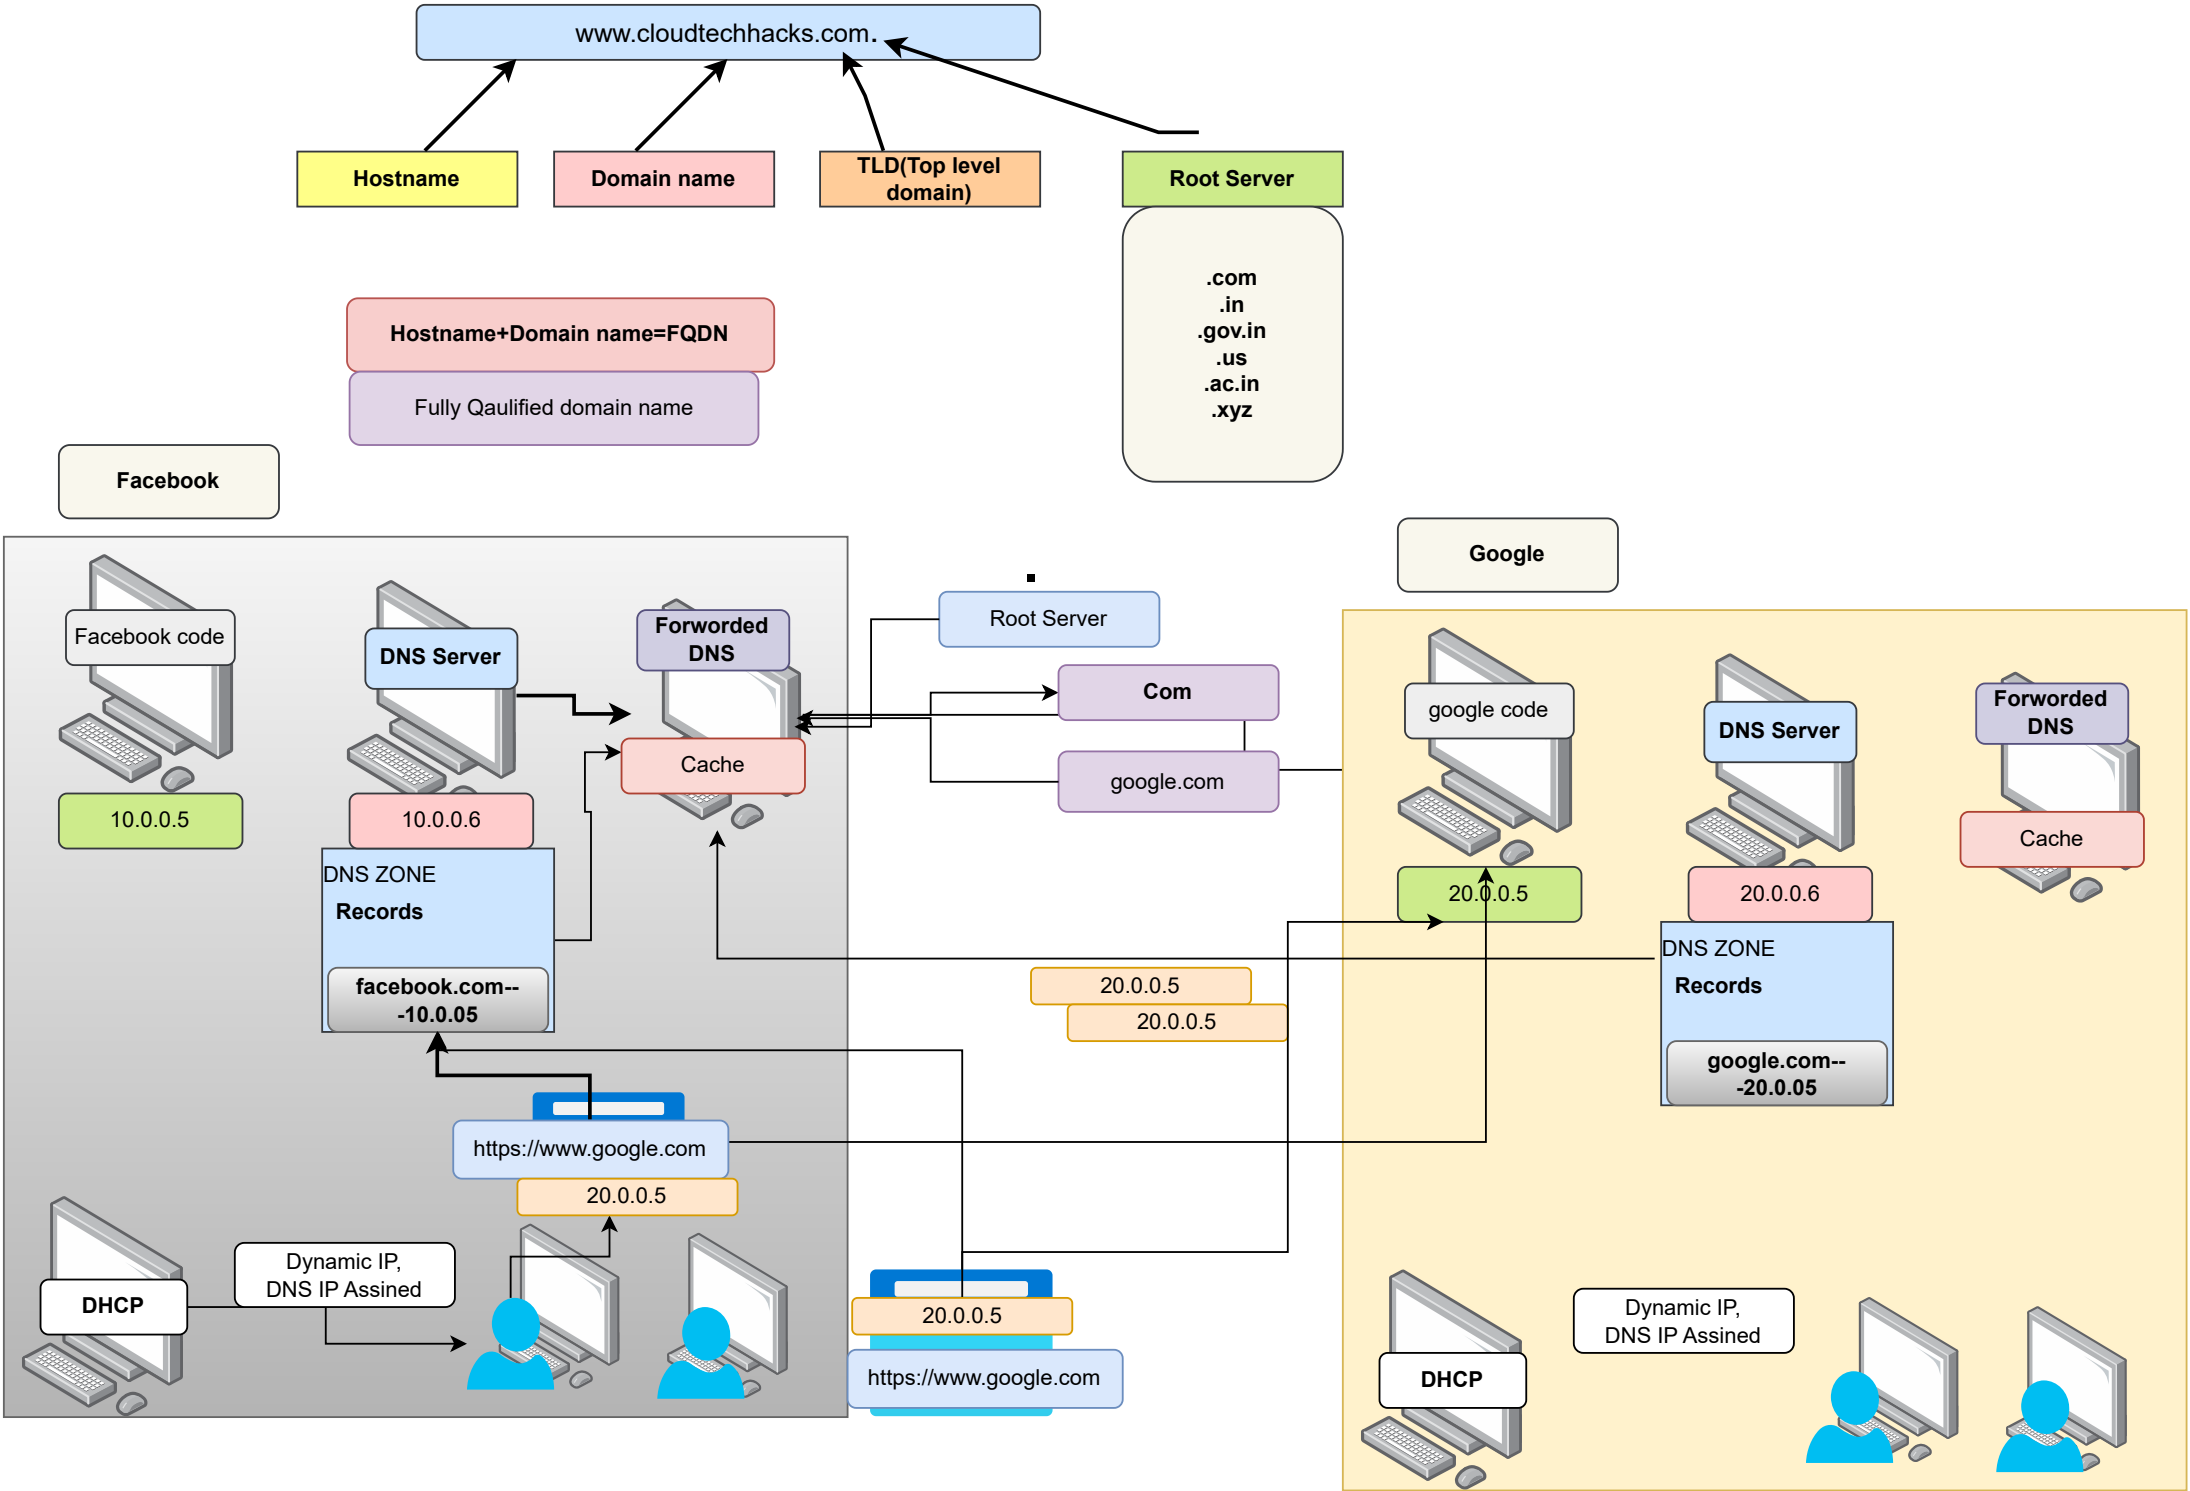 www.cloudtechhacks.com.
Hostname
Domain name
TLD(Top level
domain)
Root Server
.com
.in
.gov.in
.us
.ac.in
.xyz
Hostname+Domain name=FQDN
Fully Qaulified domain name
Facebook
Google
Facebook code
DNS Server
Forworded
DNS
Cache
10.0.0.5
10.0.0.6
DNS ZONE
Records
facebook.com--
-10.0.05
.
Root Server
Com
google.com
google code
DNS Server
Forworded
DNS
Cache
20.0.0.5
20.0.0.6
DNS ZONE
Records
google.com--
-20.0.05
20.0.0.5
20.0.0.5
https://www.google.com
20.0.0.5
DHCP
Dynamic IP,
DNS IP Assined
20.0.0.5
https://www.google.com
DHCP
Dynamic IP,
DNS IP Assined